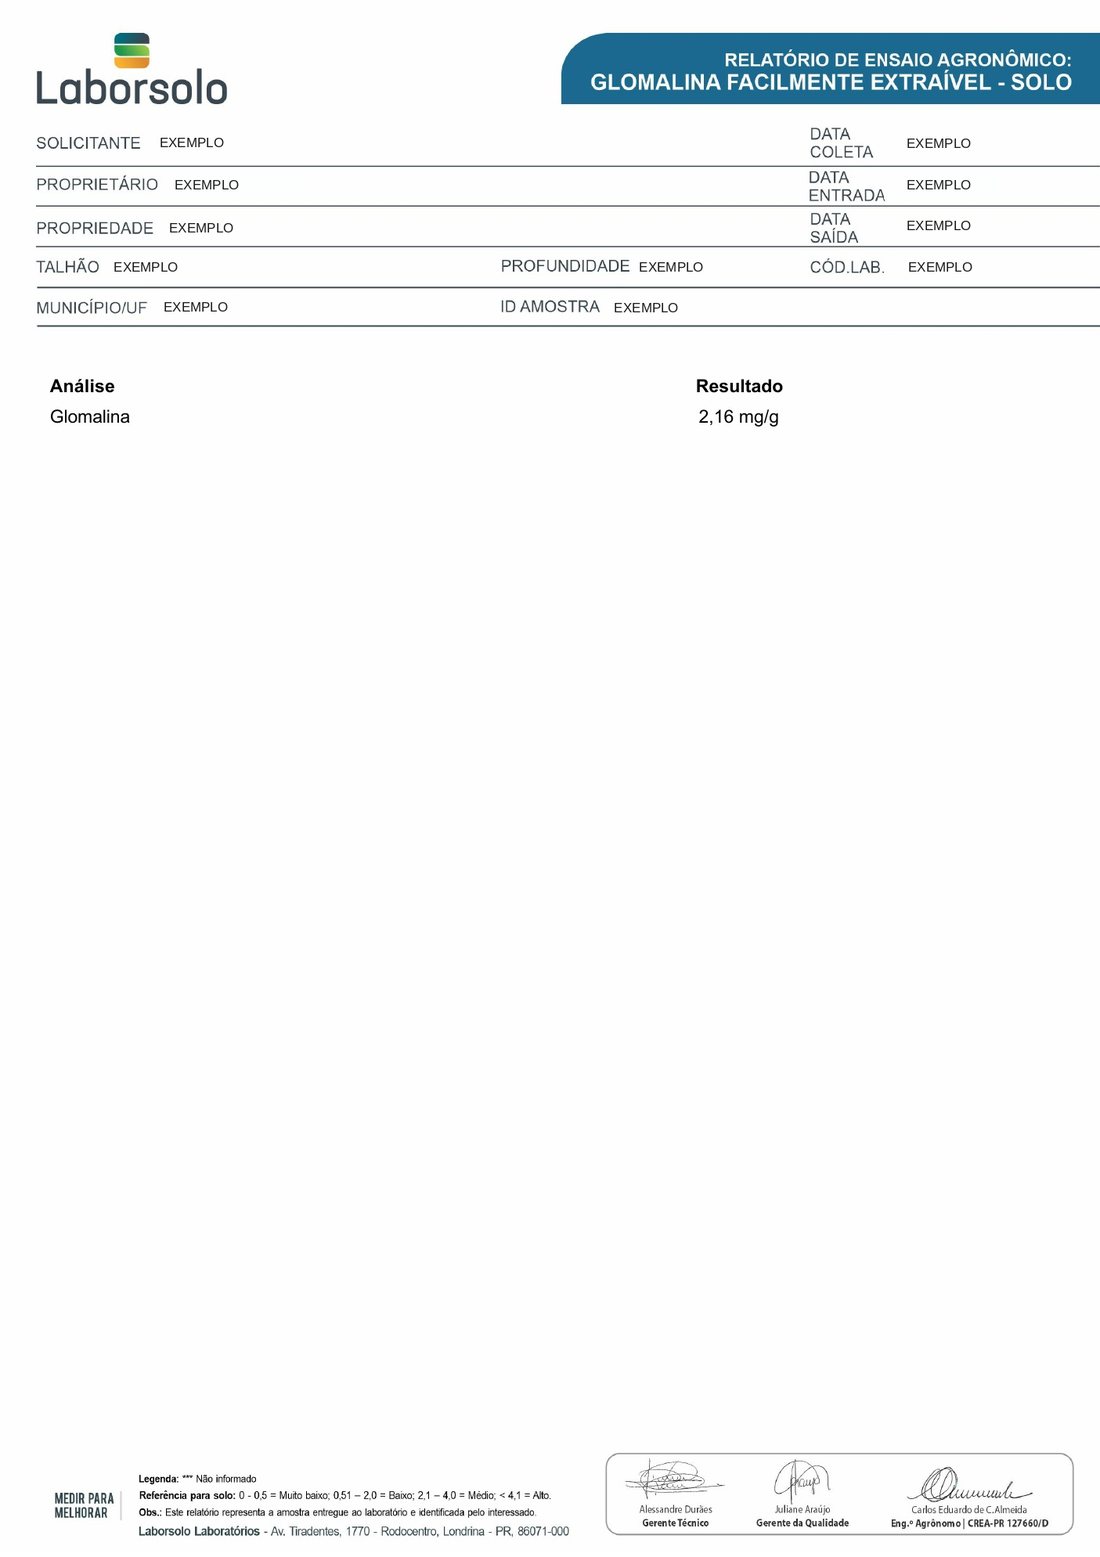 Laborsolo
RELATÓRIO DE ENSAIO AGRONÔMICO:
GLOMALINA FACILMENTE EXTRAÍVEL - SOLO
SOLICITANTE EXEMPLO
DATA COLETA EXEMPLO
PROPRIETÁRIO EXEMPLO
DATA ENTRADA EXEMPLO
PROPRIEDADE EXEMPLO
DATA SAÍDA EXEMPLO
TALHÃO EXEMPLO PROFUNDIDADE EXEMPLO CÓD.LAB. EXEMPLO
MUNICÍPIO/UF EXEMPLO ID AMOSTRA EXEMPLO
Análise Resultado
Glomalina 2,16 mg/g
MEDIR PARA
MELHORAR
Legenda: *** Não informado
Referência para solo: 0 - 0,5 = Muito baixo; 0,51 – 2,0 = Baixo; 2,1 – 4,0 = Médio; < 4,1 = Alto.
Obs.: Este relatório representa a amostra entregue ao laboratório e identificada pelo interessado.
Laborsolo Laboratórios - Av. Tiradentes, 1770 - Rodocentro, Londrina - PR, 86071-000
Alessandre Durães
Gerente Técnico
Juliane Araújo
Gerente da Qualidade
Carlos Eduardo de C.Almeida
Eng.º Agrônomo | CREA-PR 127660/D